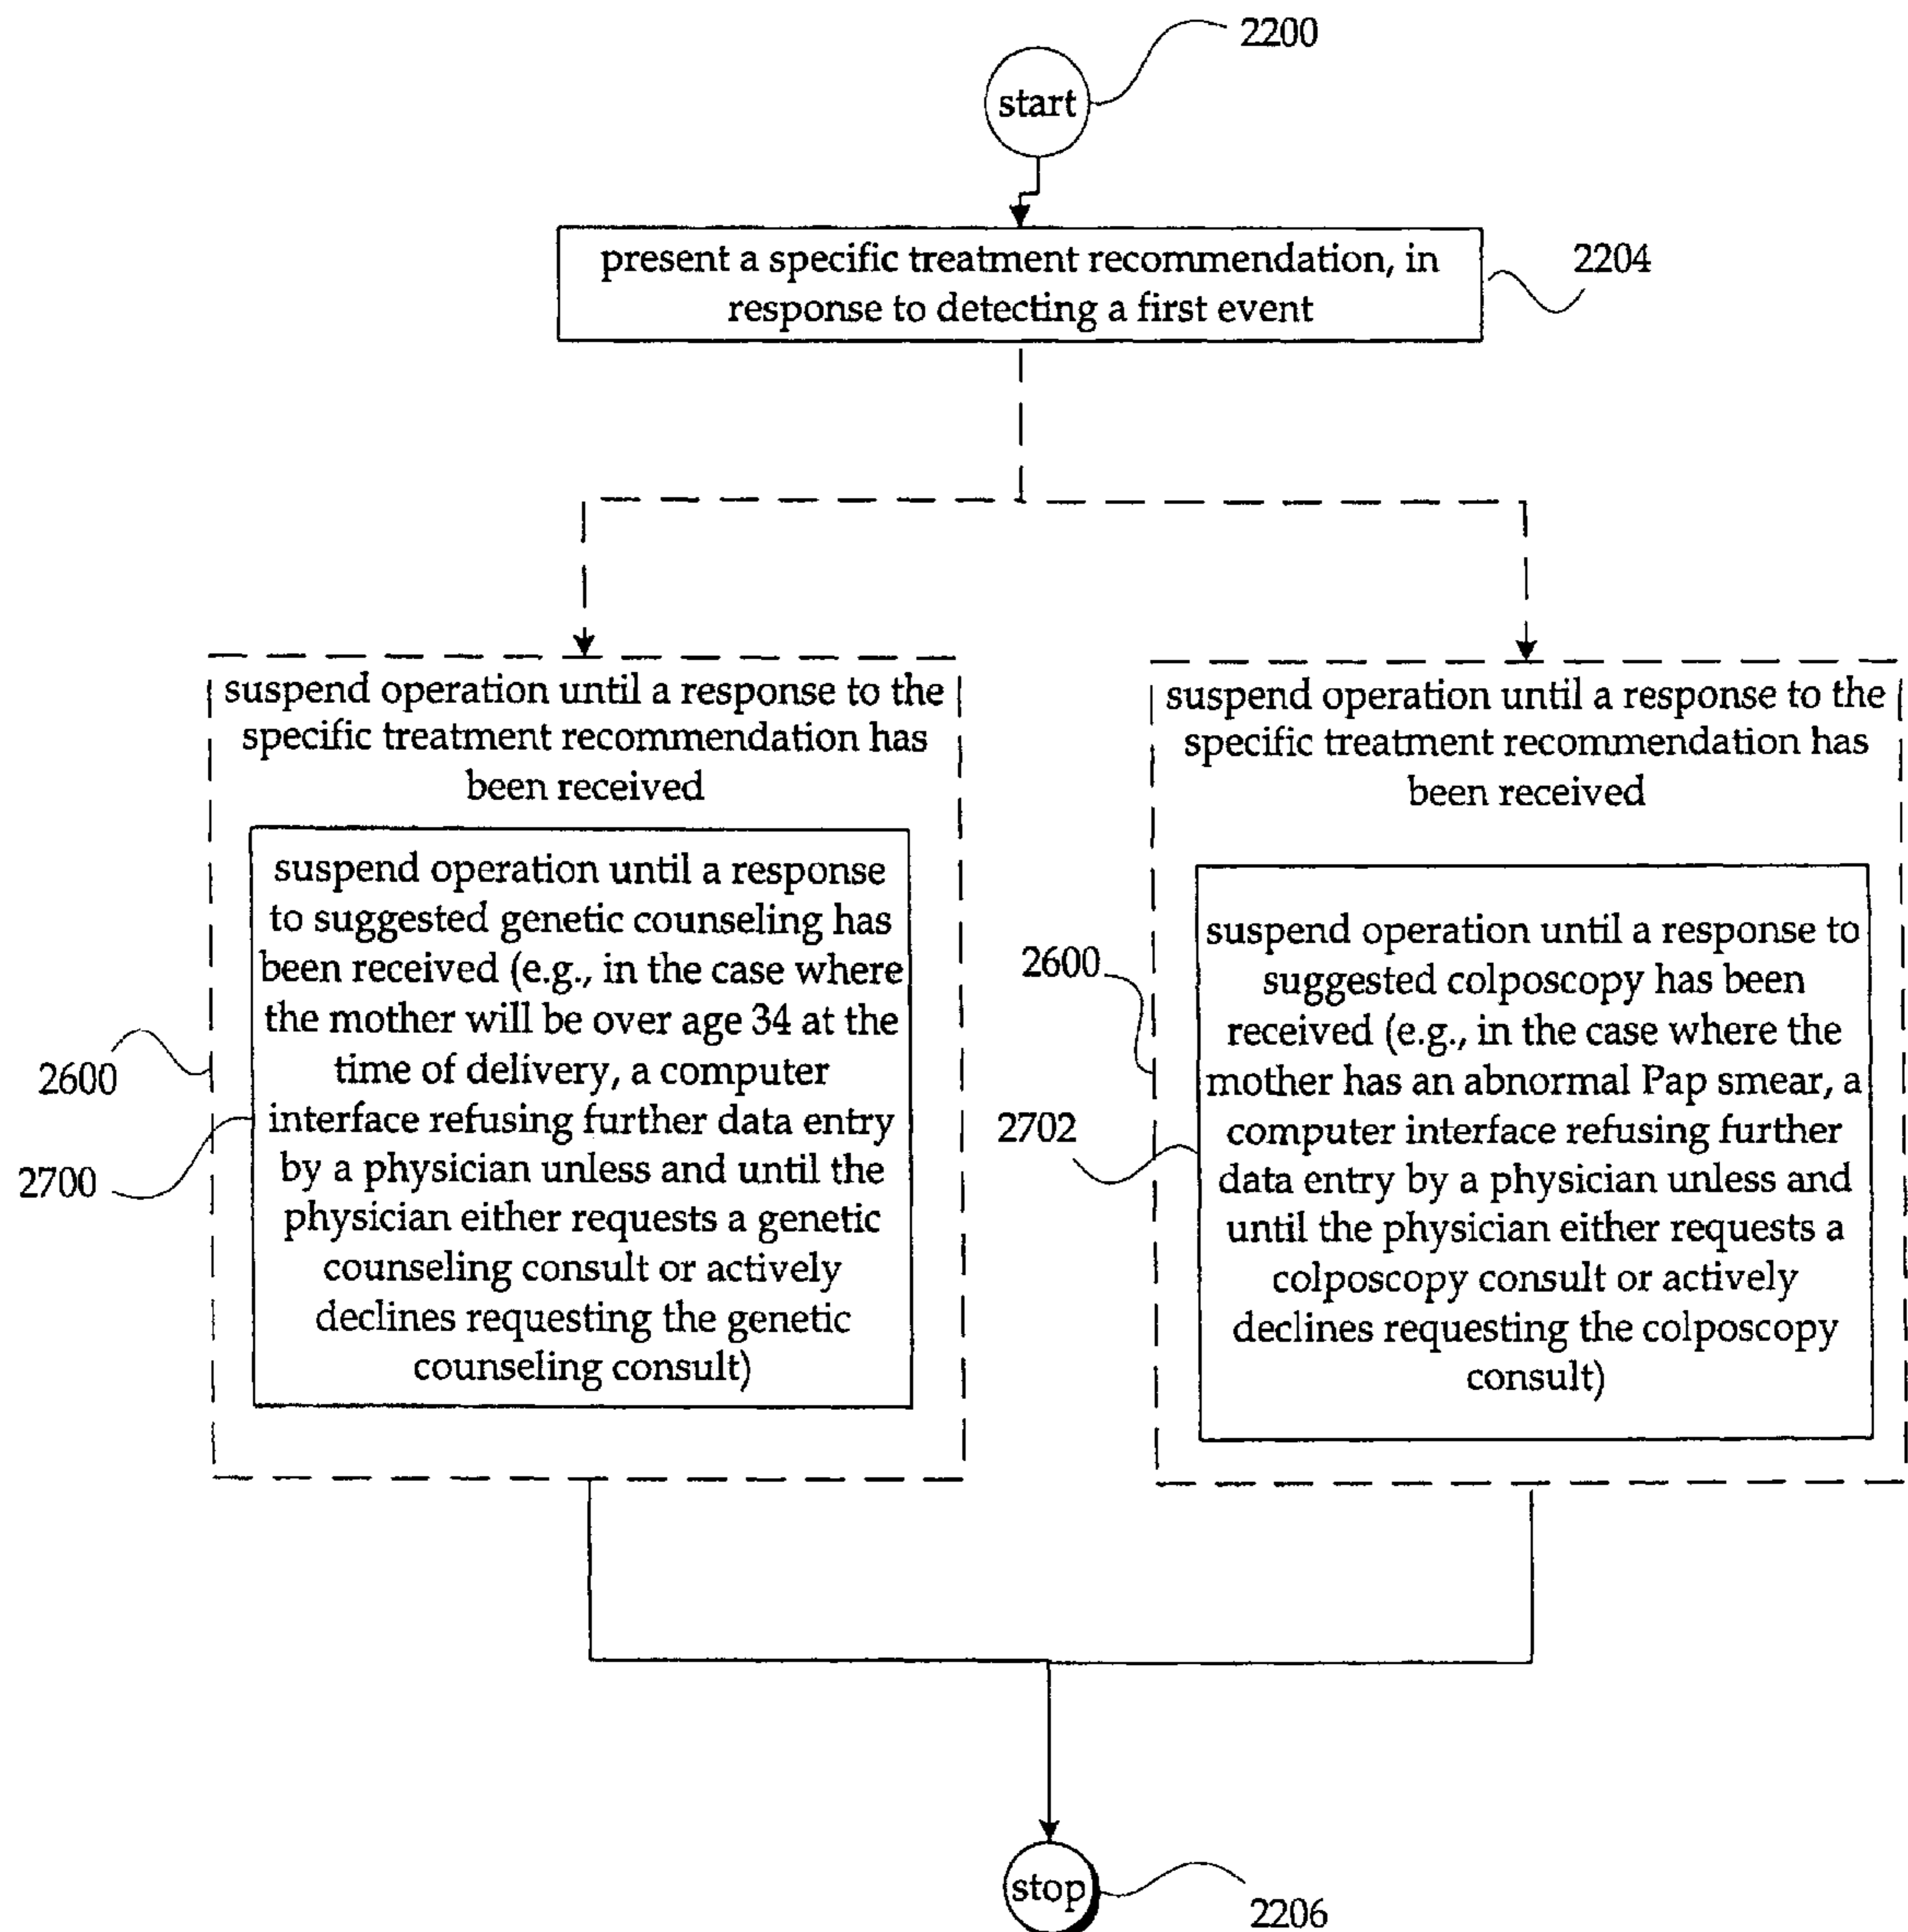 2200
start
present a specific treatment recommendation, in
response to detecting a first event
2204
suspend operation until a response to the
specific treatment recommendation has
been received
suspend operation until a response
to suggested genetic counseling has
been received (e.g., in the case where
the mother will be over age 34 at the
time of delivery, a computer
interface refusing further data entry
by a physician unless and until the
physician either requests a genetic
counseling consult or actively
declines requesting the genetic
counseling consult)
2600
2700
suspend operation until a response to the
specific treatment recommendation has
been received
suspend operation until a response to
suggested colposcopy has been
received (e.g., in the case where the
mother has an abnormal Pap smear, a
computer interface refusing further
data entry by a physician unless and
until the physician either requests a
colposcopy consult or actively
declines requesting the colposcopy
consult)
2600
2702
stop
2206